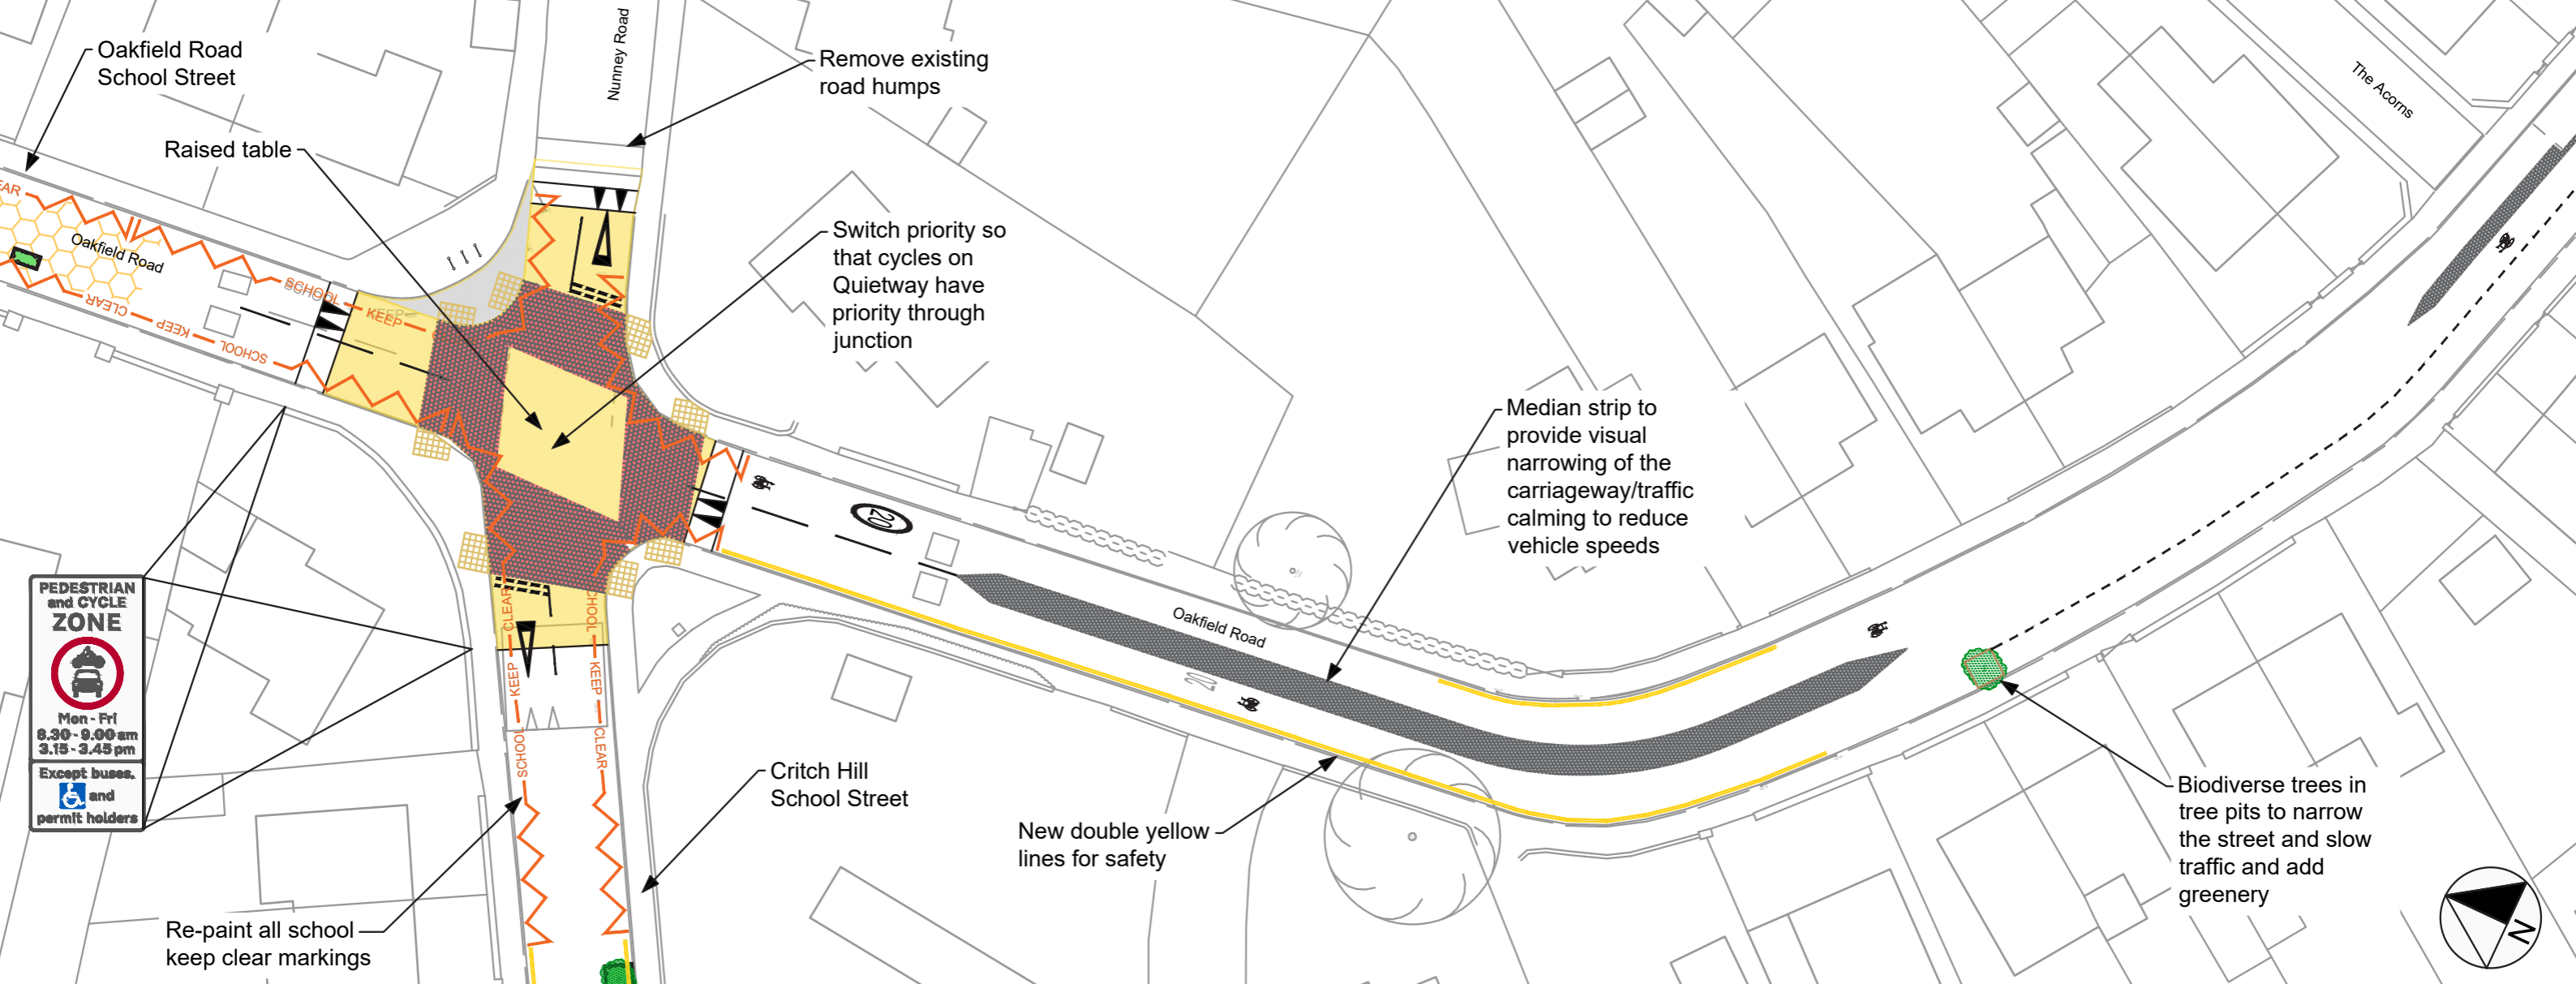 Oakfield Road
School Street
Nunney Road
Remove existing
road humps
The Acorns
Raised table
EAR
Oakfield Road
SCHOOL
KEEP
CLEAR
KEEP
SCHOOL
KEEP
Switch priority so
that cycles on
Quietway have
priority through
junction
20
Median strip to
provide visual
narrowing of the
carriageway/traffic
calming to reduce
vehicle speeds
Oakfield Road
PEDESTRIAN
and CYCLE
ZONE
Mon - Fri
8.30 - 9.00 am
3.15 - 3.45 pm
Except buses,
and
permit holders
CLEAR
KEEP
SCHOOL
CHOOL
KEEP
CLEAR
Critch Hill
School Street
New double yellow
lines for safety
Biodiverse trees in
tree pits to narrow
the street and slow
traffic and add
greenery
Re-paint all school
keep clear markings
N